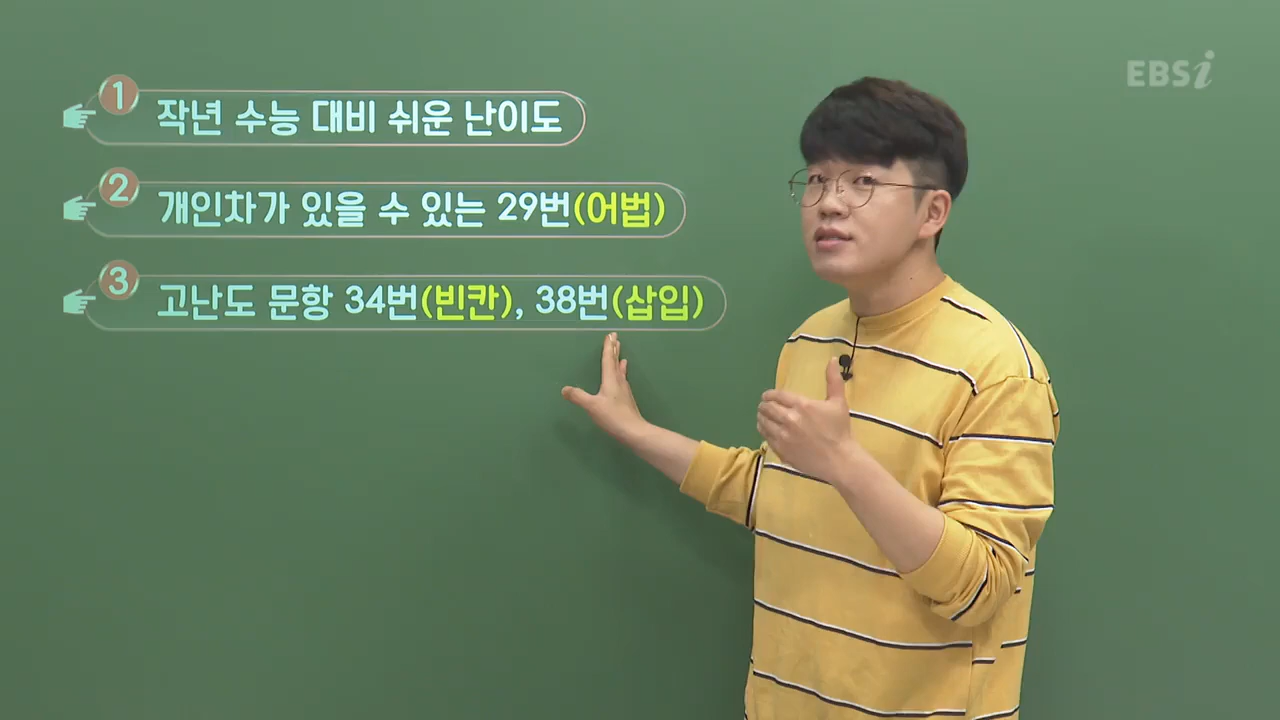 EBSi
1 작년 수능 대비 쉬운 난이도
2 개인차가 있을 수 있는 29번(어법)
3 고난도 문항 34번(빈칸), 38번(삽입)